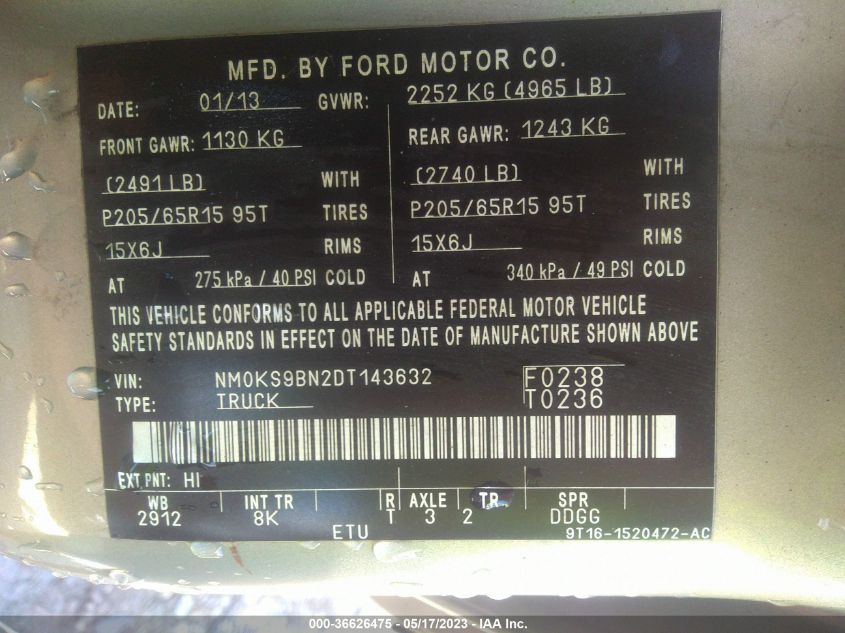 MFD. BY FORD MOTOR CO.
DATE: 01/13 GVWR: 2252 KG (4965 LB)
FRONT GAWR: 1130 KG REAR GAWR: 1243 KG
(2491 LB) WITH (2740 LB) WITH
P205/65R15 95T TIRES P205/65R15 95T TIRES
15X6J RIMS 15X6J RIMS
AT 275 kPa / 40 PSI COLD AT 340 kPa / 49 PSI COLD
THIS VEHICLE CONFORMS TO ALL APPLICABLE FEDERAL MOTOR VEHICLE
SAFETY STANDARDS IN EFFECT ON THE DATE OF MANUFACTURE SHOWN ABOVE
VIN: NM0KS9BN2DT143632 F0238
TYPE: TRUCK T0236
EXT PNT: HI
WB INT TR R AXLE TR SPR
2912 8K T 3 2 DDGG
ETU 9T16-1520472-AC
000-36626475 - 05/17/2023 - IAA Inc.